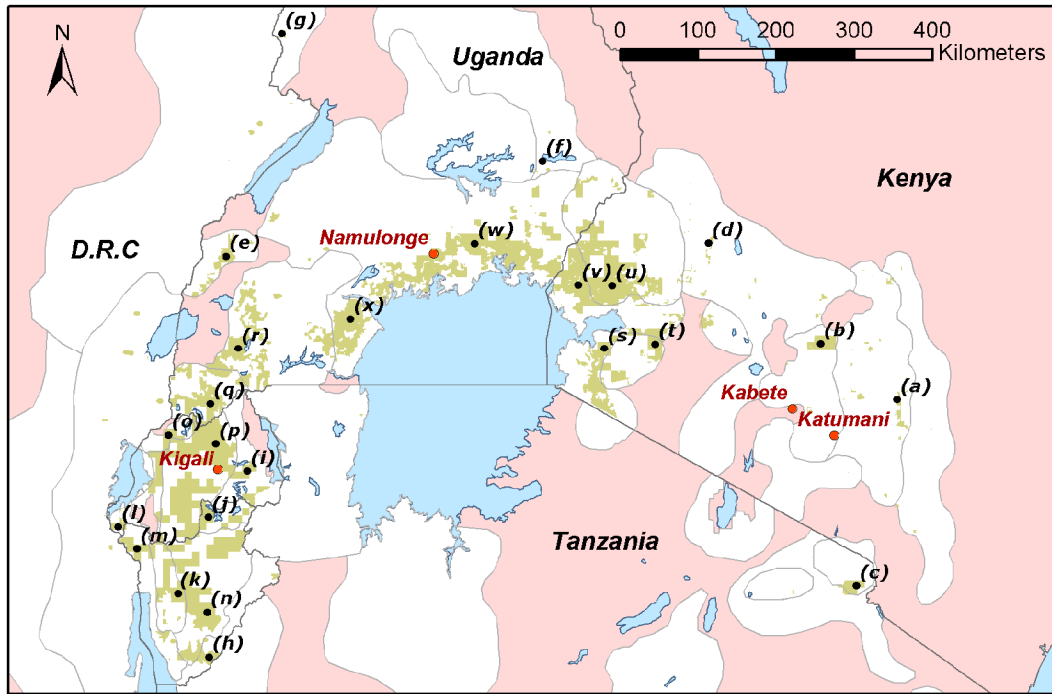 (g)
N
Uganda
0 100 200 300 400
Kilometers
(f)
Kenya
D.R.C
(e)
Namulonge
(w)
(d)
(v)
(u)
(x)
(r)
(s)
(t)
(b)
(q)
(a)
Kabete
(o)
(p)
Katumani
Kigali
(i)
(j)
(l)
(m)
Tanzania
(k)
(c)
(n)
(h)